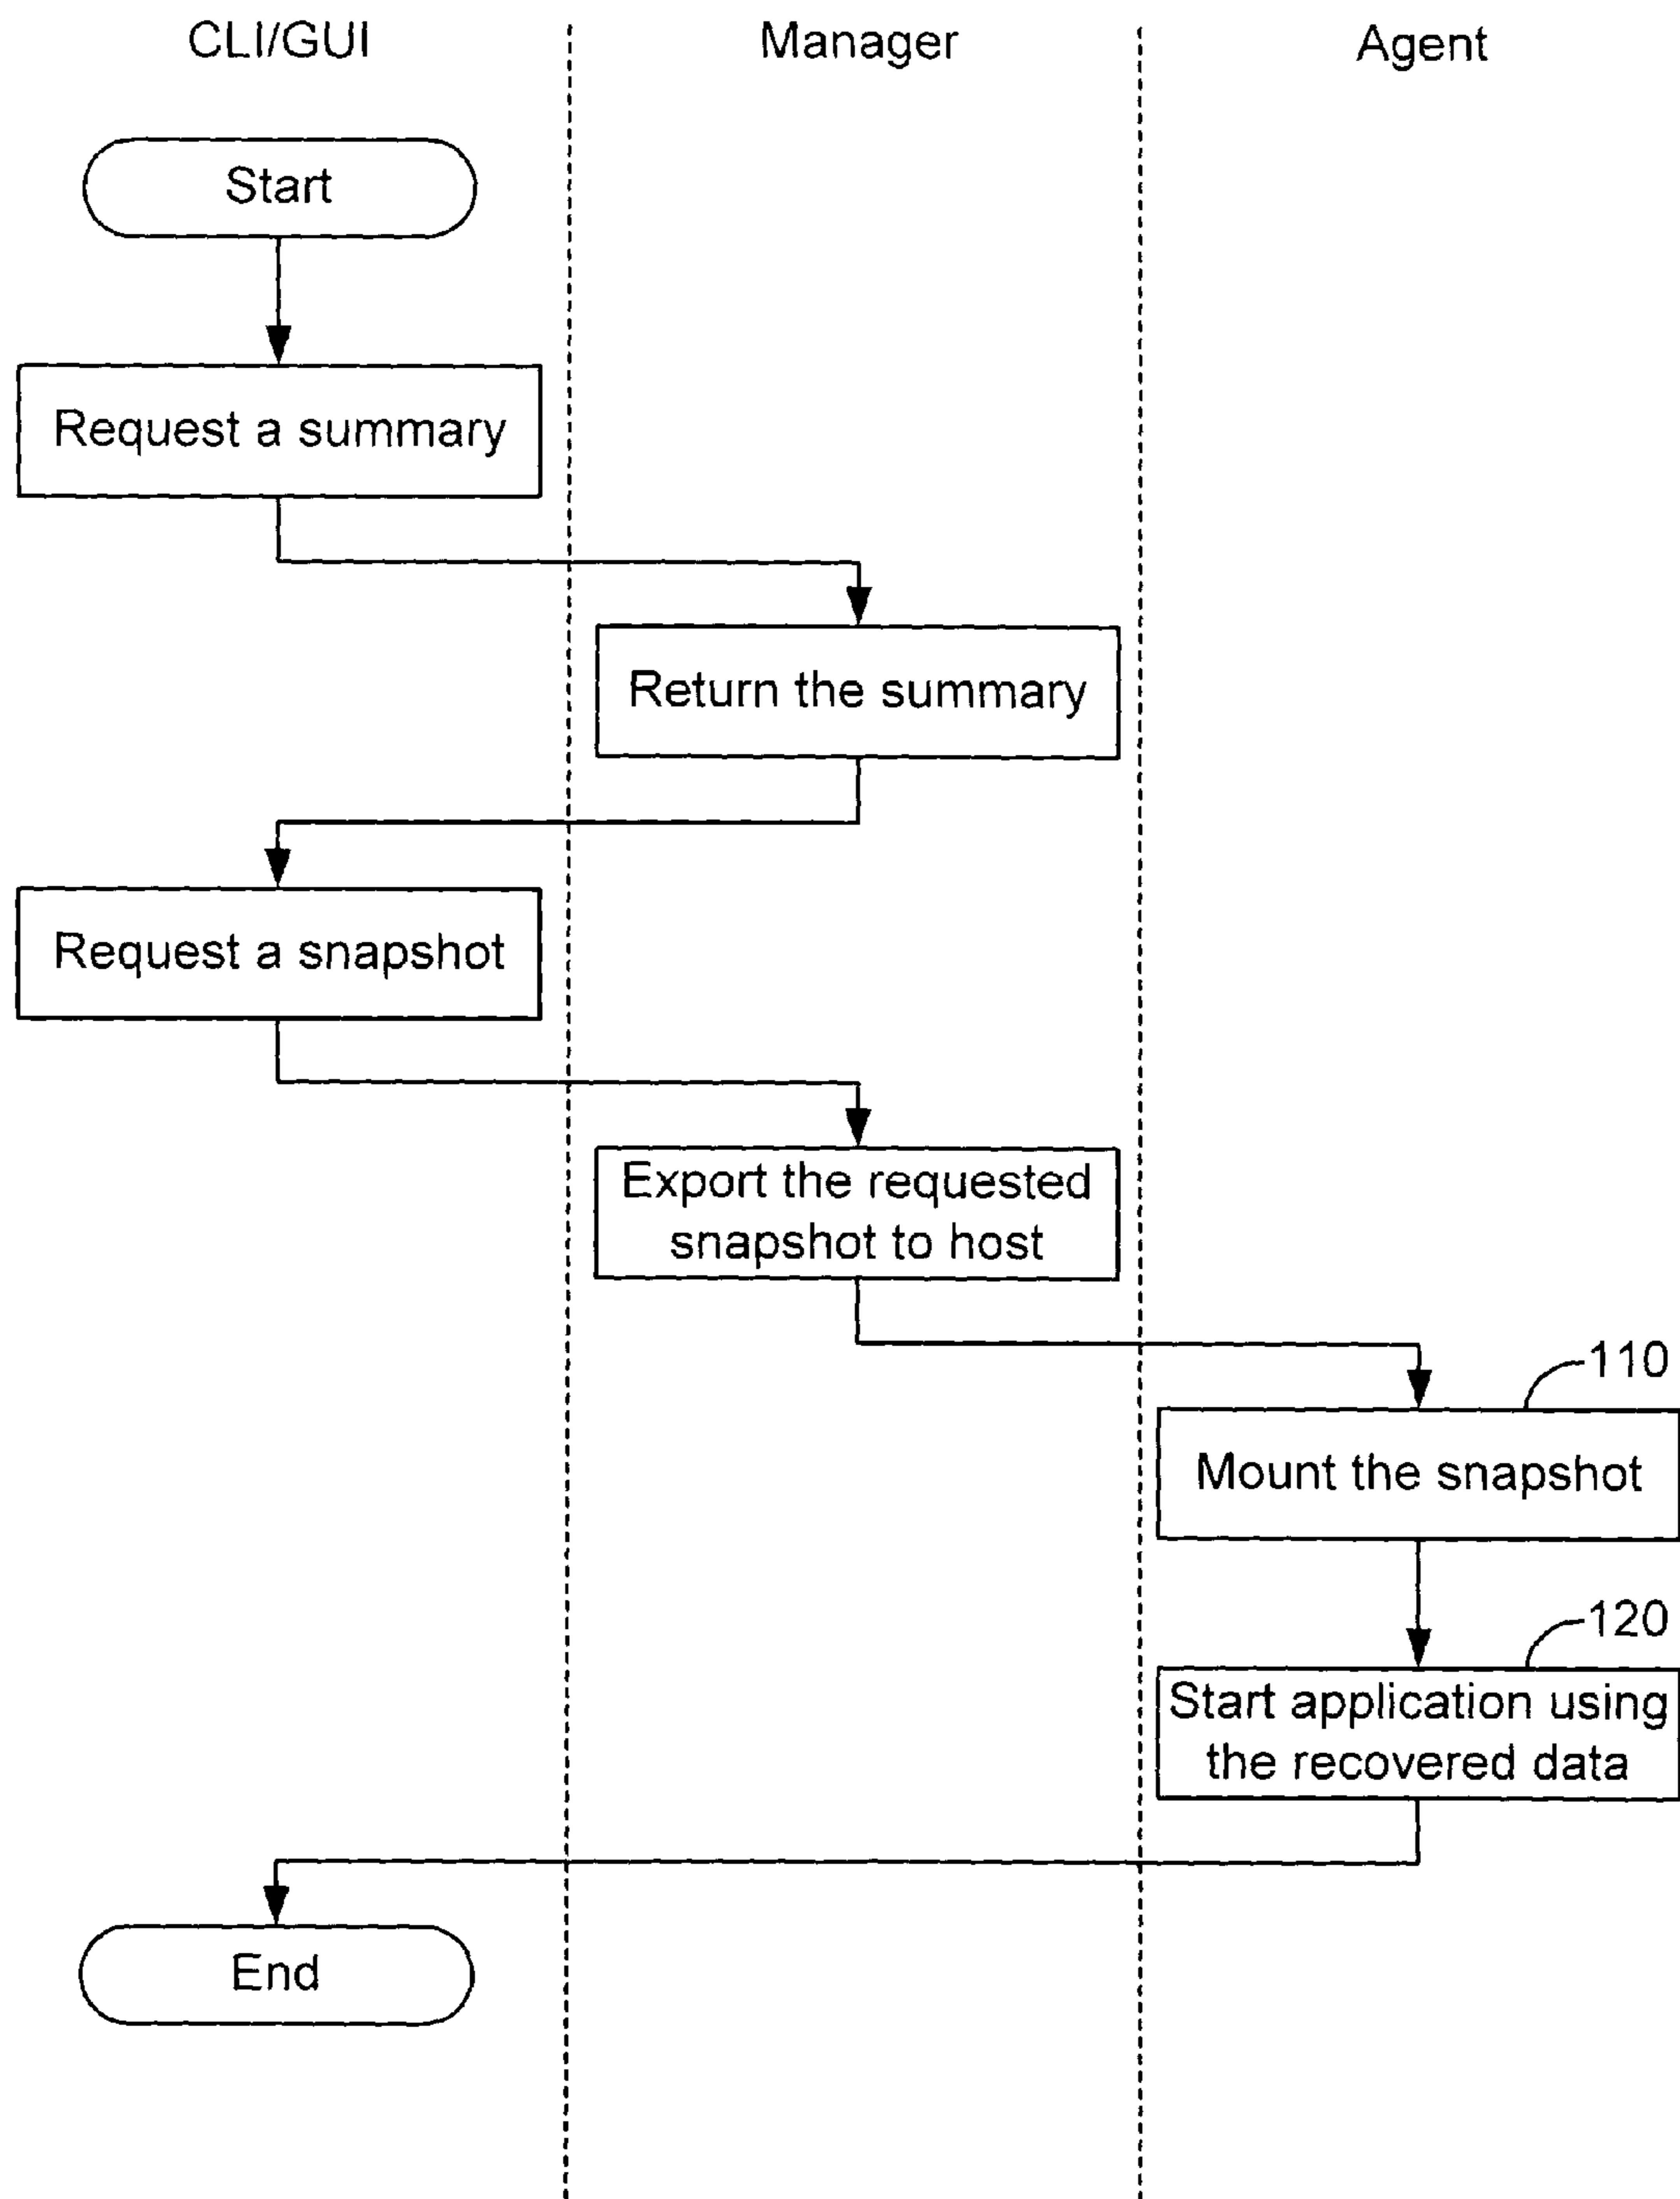 CLI/GUI
Manager
Agent
Start
Request a summary
Return the summary
Request a snapshot
Export the requested
snapshot to host
110
Mount the snapshot
120
Start application using
the recovered data
End